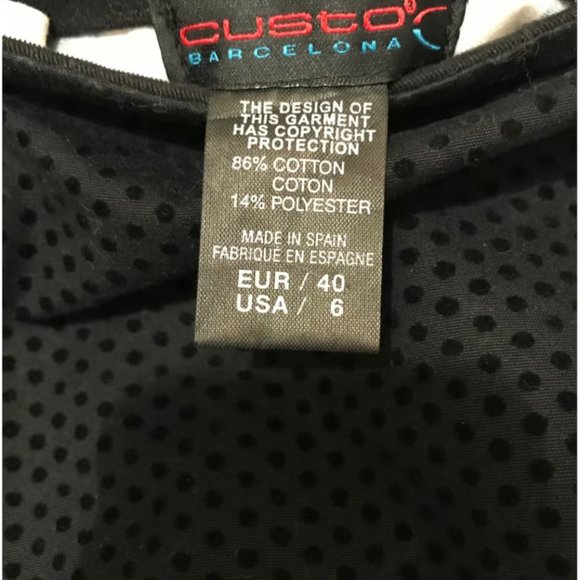 custo
BARCELONA
THE DESIGN OF
THIS GARMENT
HAS COPYRIGHT
PROTECTION
86% COTTON
COTON
14% POLYESTER
MADE IN SPAIN
FABRIQUÉ EN ESPAGNE
EUR / 40
USA / 6